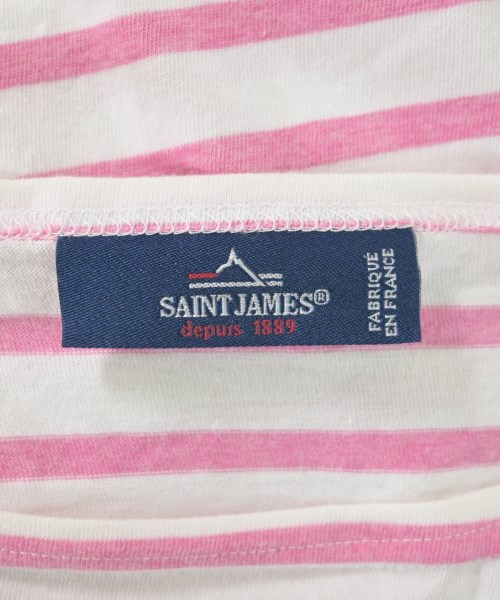 SAINT JAMES®
depuis 1889
FABRIQUÉ
EN FRANCE